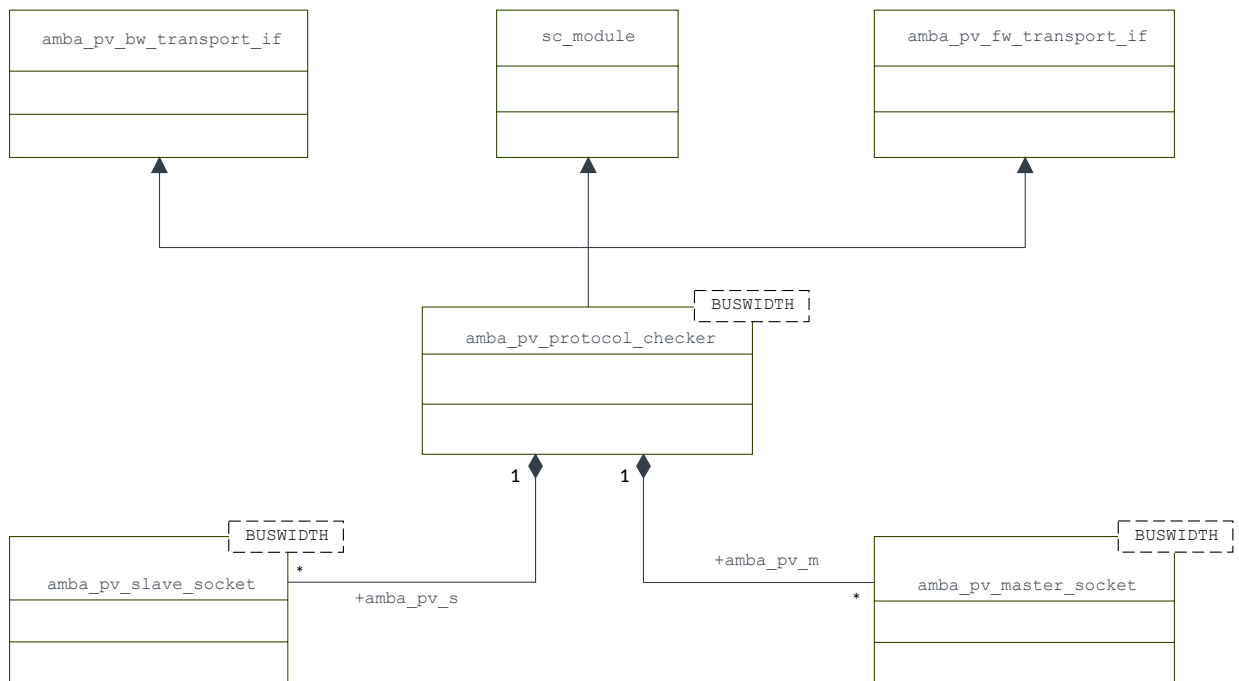 amba_pv_bw_transport_if
sc_module
amba_pv_fw_transport_if
BUSWIDTH
amba_pv_protocol_checker
1
1
BUSWIDTH
amba_pv_slave_socket
*
+amba_pv_s
+amba_pv_m
*
BUSWIDTH
amba_pv_master_socket